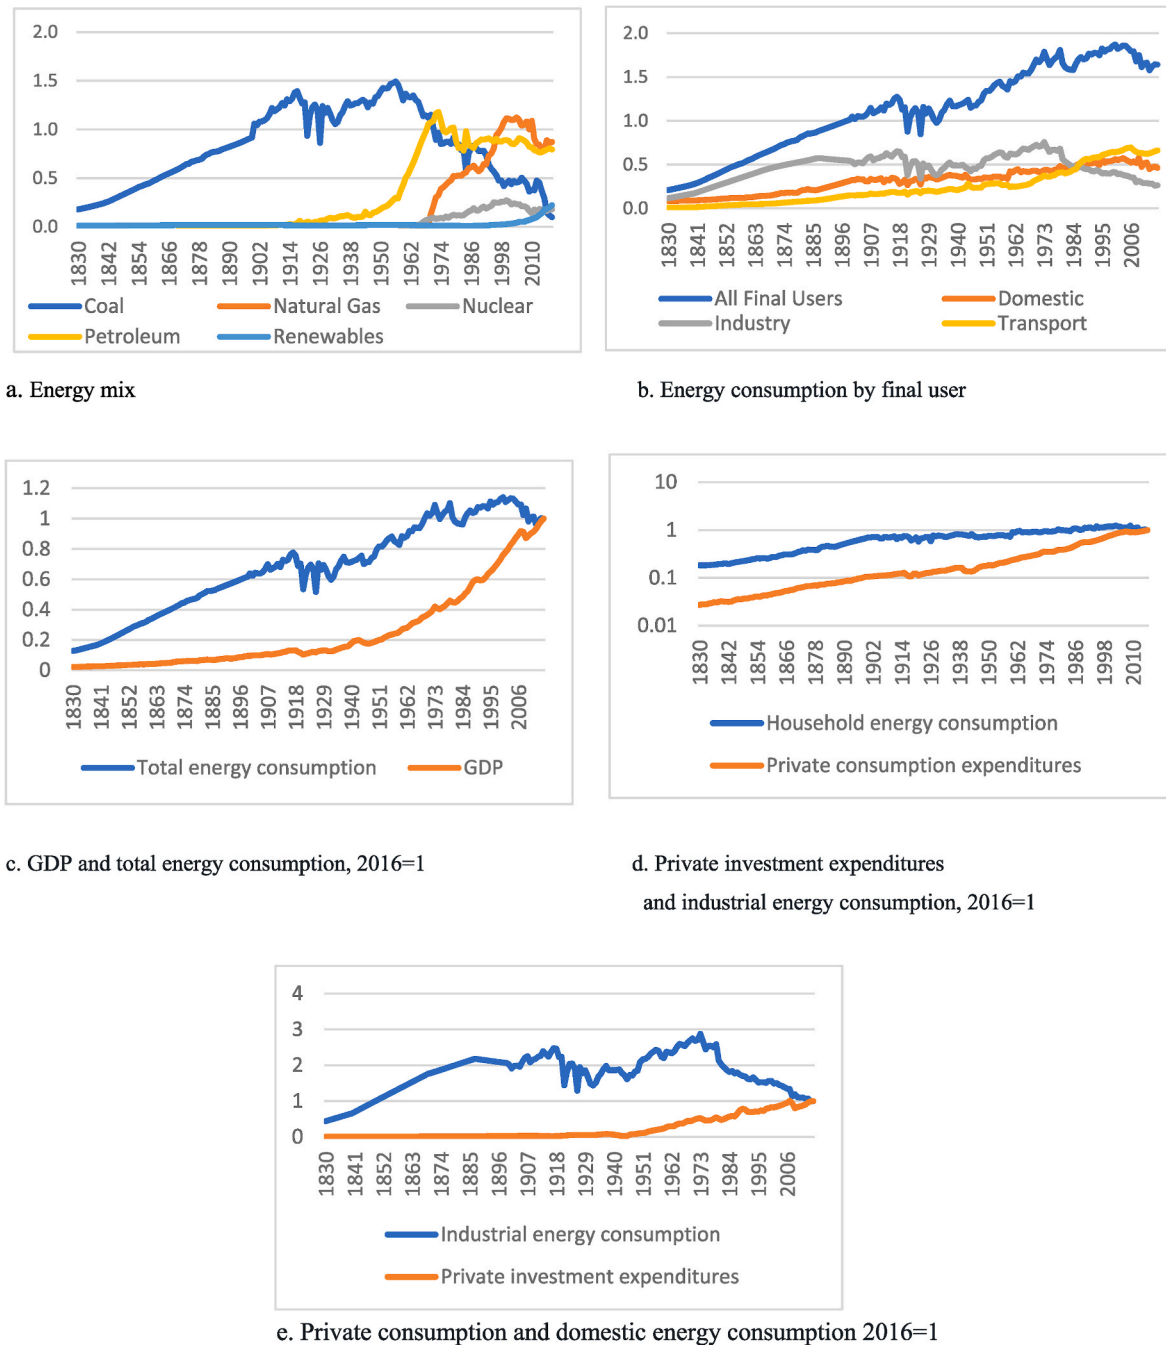 2.0
1.5
1.0
0.5
0.0
1830 1842 1854 1866 1878 1890 1902 1914 1926 1938 1950 1962 1974 1986 1998 2010
Coal Natural Gas Nuclear
Petroleum Renewables
a. Energy mix
2.0
1.5
1.0
0.5
0.0
1830 1841 1852 1863 1874 1885 1896 1907 1918 1929 1940 1951 1962 1973 1984 1995 2006
All Final Users Domestic
Industry Transport
b. Energy consumption by final user
1.2
1
0.8
0.6
0.4
0.2
0
1830 1841 1852 1863 1874 1885 1896 1907 1918 1929 1940 1951 1962 1973 1984 1995 2006
Total energy consumption GDP
c. GDP and total energy consumption, 2016=1
10
1
0.1
0.01
1830 1842 1854 1866 1878 1890 1902 1914 1926 1938 1950 1962 1974 1986 1998 2010
Household energy consumption
Private consumption expenditures
d. Private investment expenditures
and industrial energy consumption, 2016=1
4
3
2
1
0
1830 1841 1852 1863 1874 1885 1896 1907 1918 1929 1940 1951 1962 1973 1984 1995 2006
Industrial energy consumption
Private investment expenditures
e. Private consumption and domestic energy consumption 2016=1